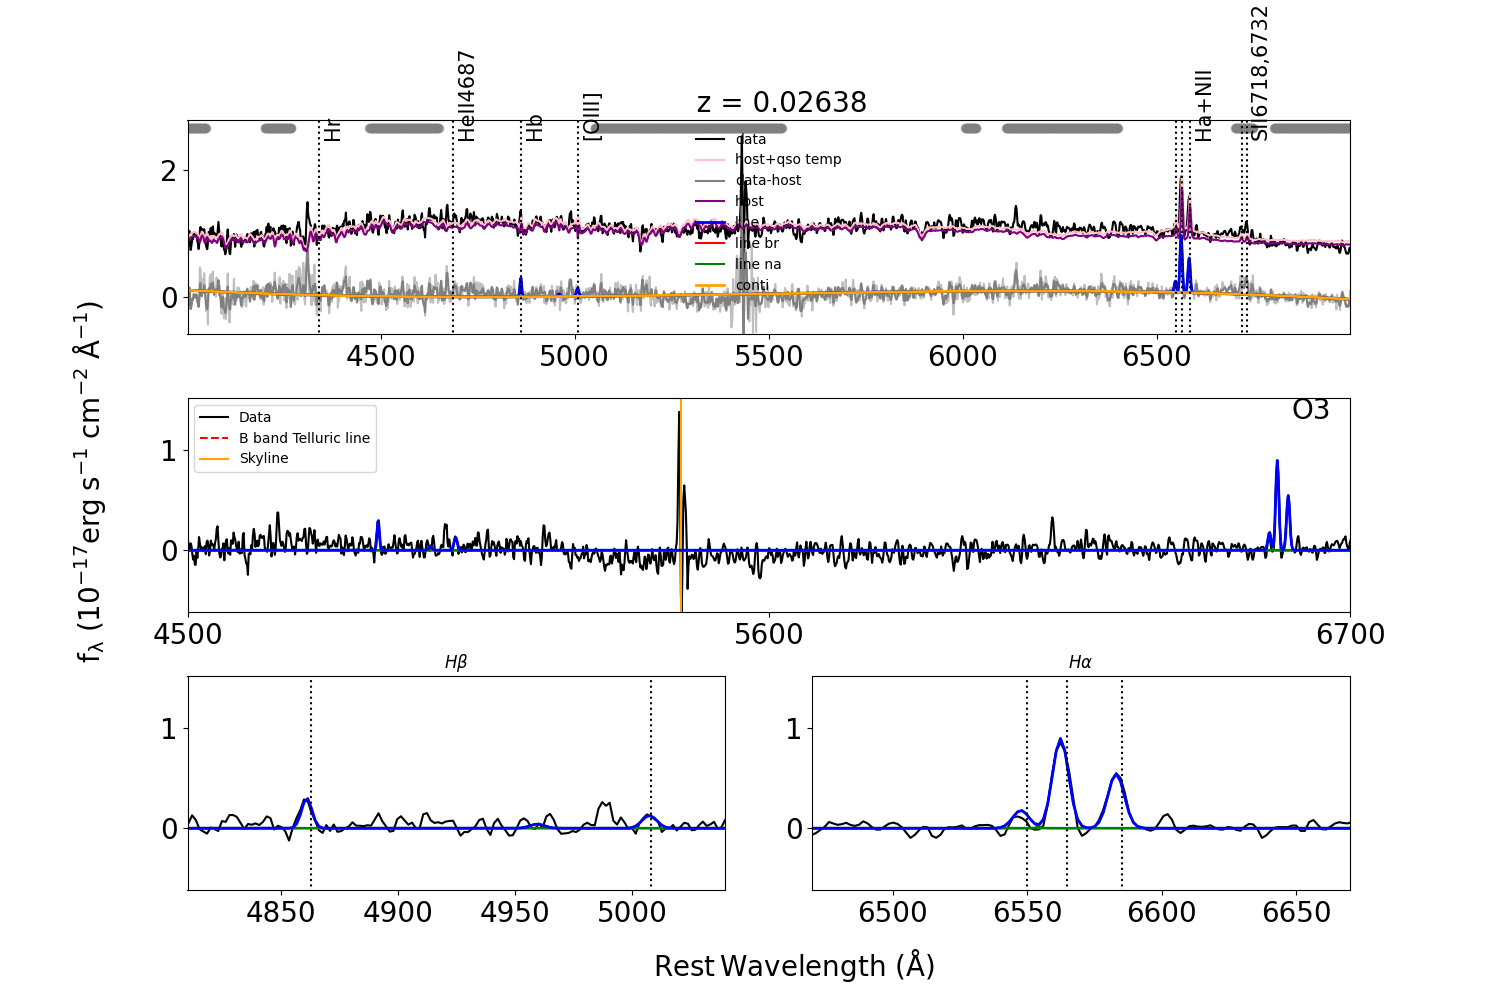 z = 0.02638
Hr
HeII4687
Hb
[OIII]
Ha+NII
SII6718,6732
data
host+qso temp
data-host
host
line
line br
line na
conti
2
0
4500 5000 5500 6000 6500
O3
Data
B band Telluric line
Skyline
1
0
4500 5600 6700
fλ (10⁻¹⁷erg s⁻¹ cm⁻² Å⁻¹)
Hβ
1
0
4850 4900 4950 5000
Hα
1
0
6500 6550 6600 6650
Rest Wavelength (Å)